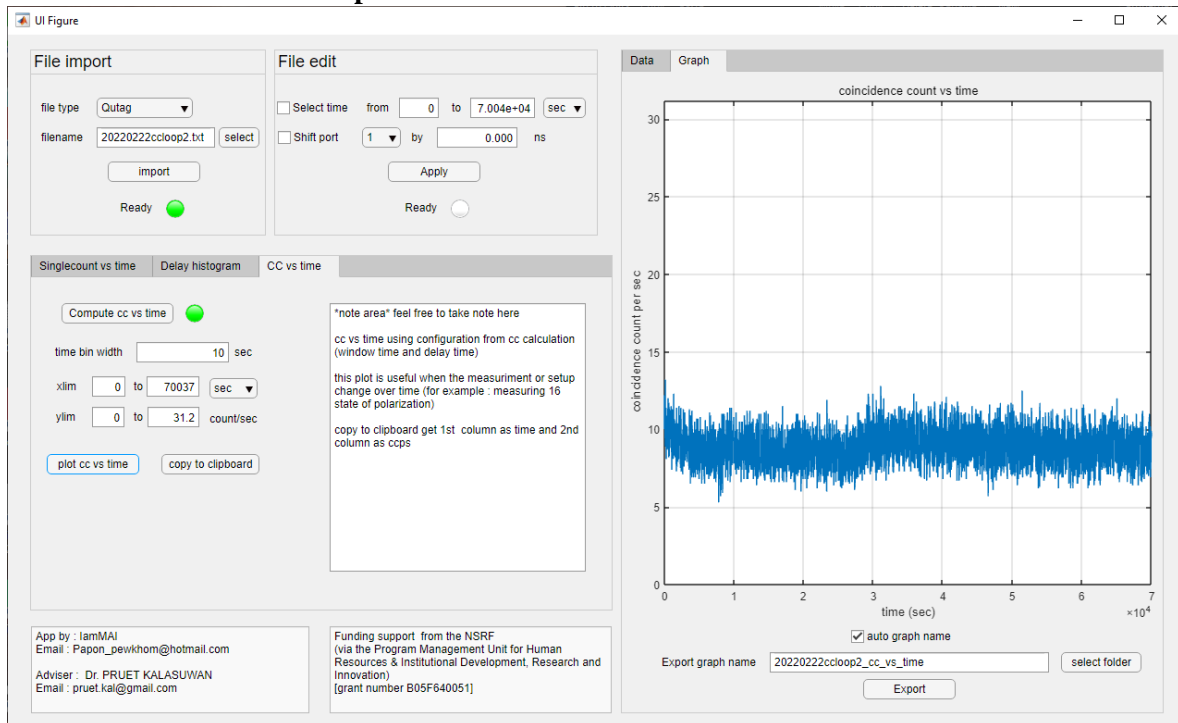 UI Figure
File import
file type Qutag
filename 20220222ccloop2.txt select
import
Ready
File edit
Select time from 0 to 7.004e+04 sec
Shift port 1 by 0.000 ns
Apply
Ready
Singlecount vs time Delay histogram CC vs time
Compute cc vs time
time bin width 10 sec
xlim 0 to 70037 sec
ylim 0 to 31.2 count/sec
plot cc vs time copy to clipboard
*note area* feel free to take note here
cc vs time using configuration from cc calculation
(window time and delay time)
this plot is useful when the measuriment or setup
change over time (for example : measuring 16
state of polarization)
copy to clipboard get 1st column as time and 2nd
column as ccps
App by : IamMAI
Email : Papon_pewkhom@hotmail.com
Adviser : Dr. PRUET KALASUWAN
Email : pruet.kal@gmail.com
Funding support from the NSRF
(via the Program Management Unit for Human
Resources & Institutional Development, Research and
Innovation)
[grant number B05F640051]
Data Graph
coincidence count vs time
coincidence count per sec
30
25
20
15
10
5
0
0 1 2 3 4 5 6 7
time (sec)
×10⁴
auto graph name
Export graph name 20220222ccloop2_cc_vs_time select folder
Export